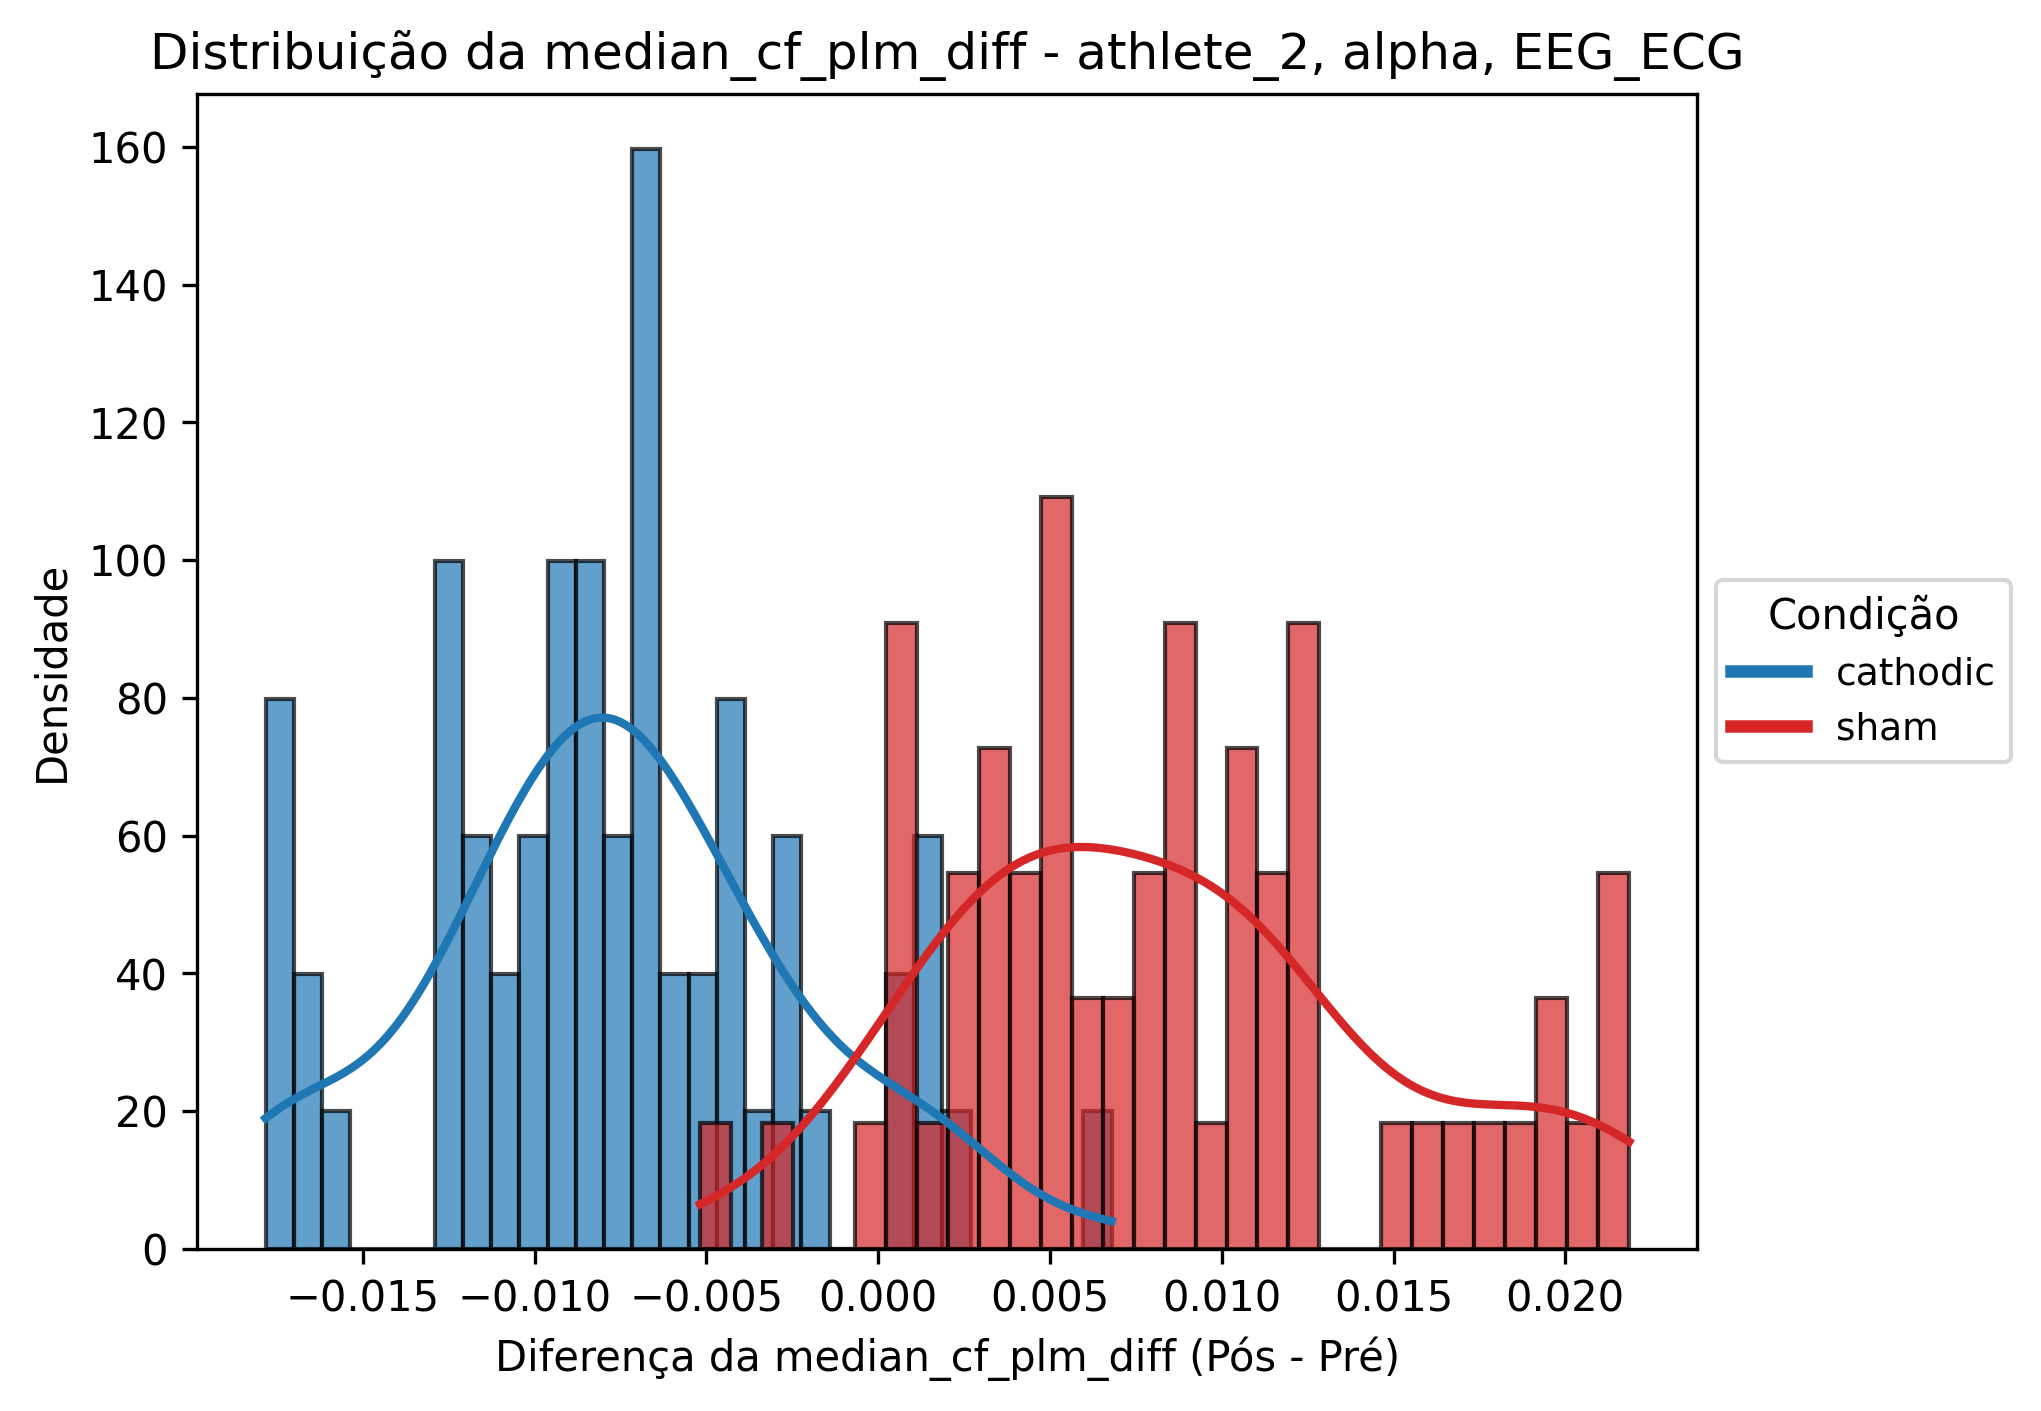 Distribuição da median_cf_plm_diff - athlete_2, alpha, EEG_ECG
160
140
120
100
80
60
40
20
0
Densidade
−0.015 −0.010 −0.005 0.000 0.005 0.010 0.015 0.020
Diferença da median_cf_plm_diff (Pós - Pré)
Condição
cathodic
sham